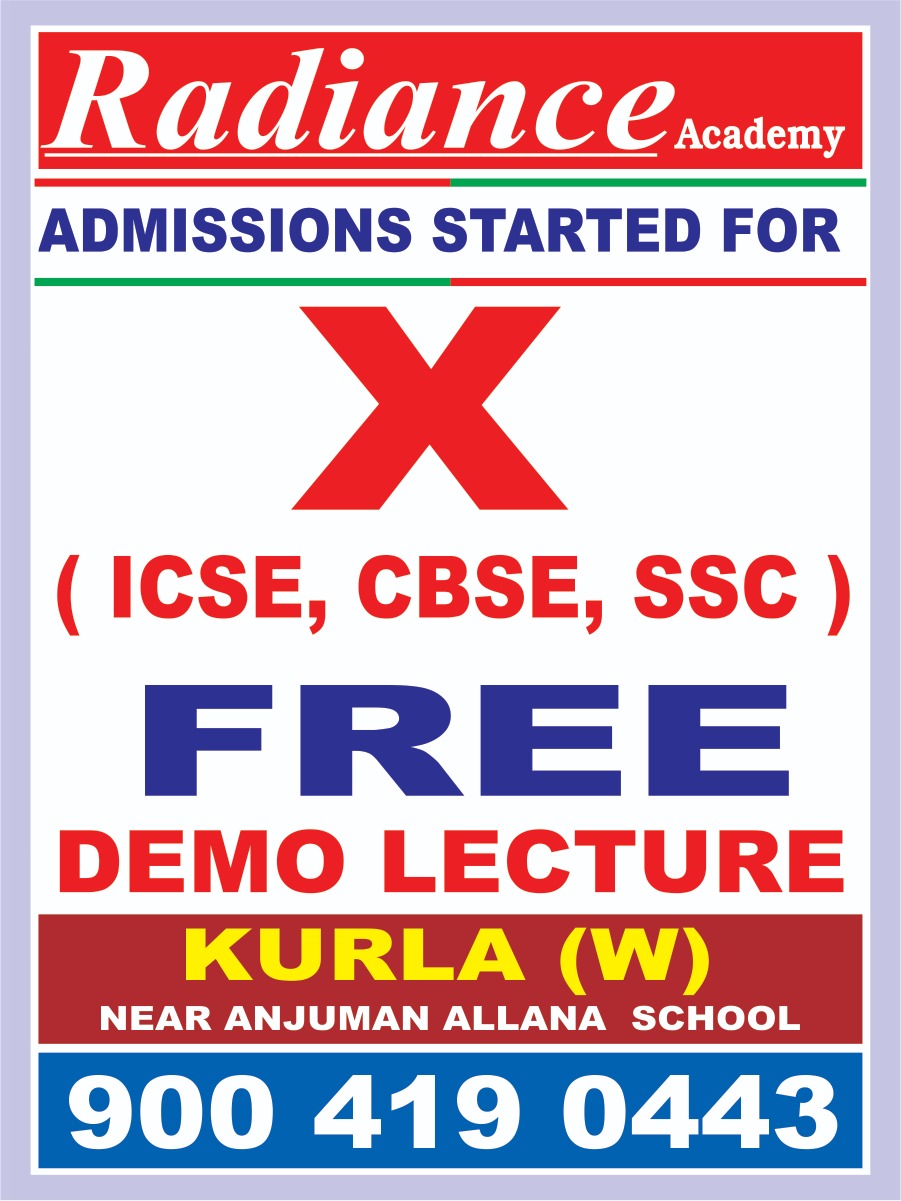 Radiance Academy
ADMISSIONS STARTED FOR
X
( ICSE, CBSE, SSC )
FREE
DEMO LECTURE
KURLA (W)
NEAR ANJUMAN ALLANA SCHOOL
900 419 0443